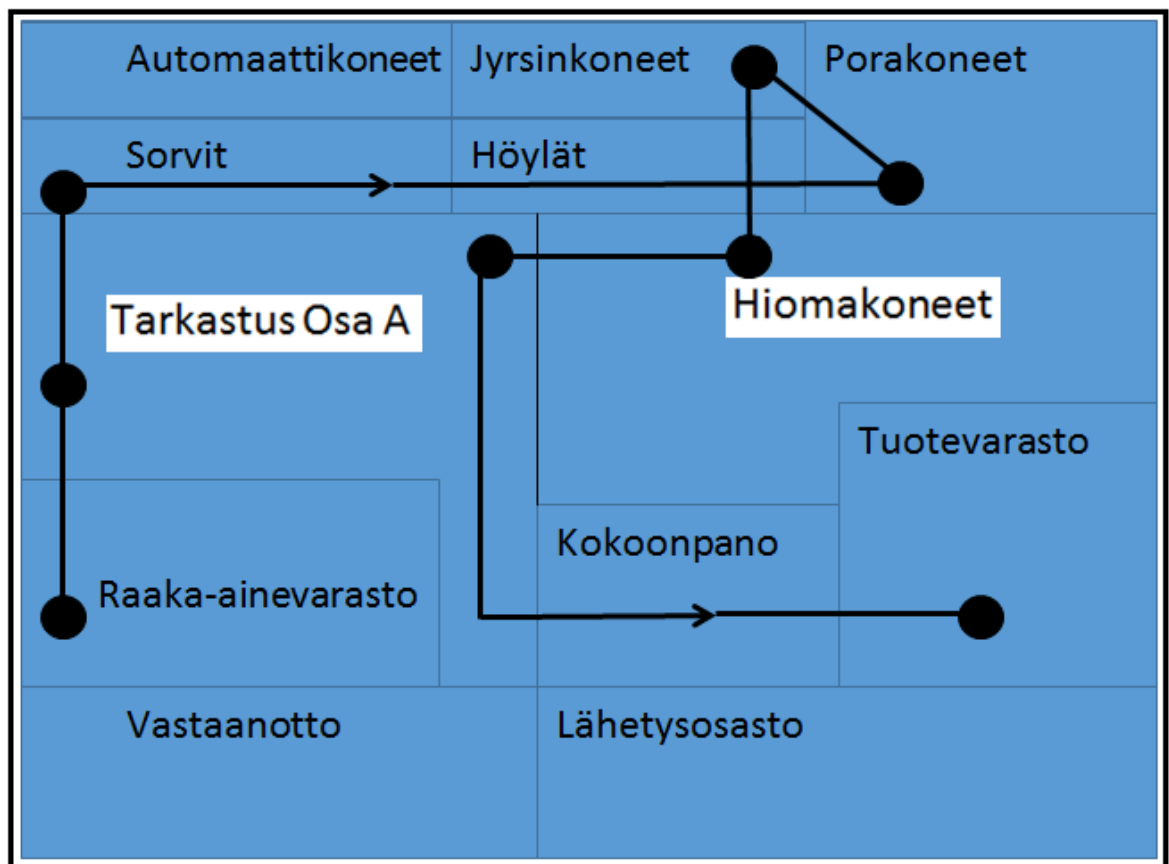 Automaattikoneet
Jyrsinkoneet
Porakoneet
Sorvit
Höylät
Tarkastus Osa A
Hiomakoneet
Tuotevarasto
Kokoonpano
Raaka-ainevarasto
Vastaanotto
Lähetysosasto